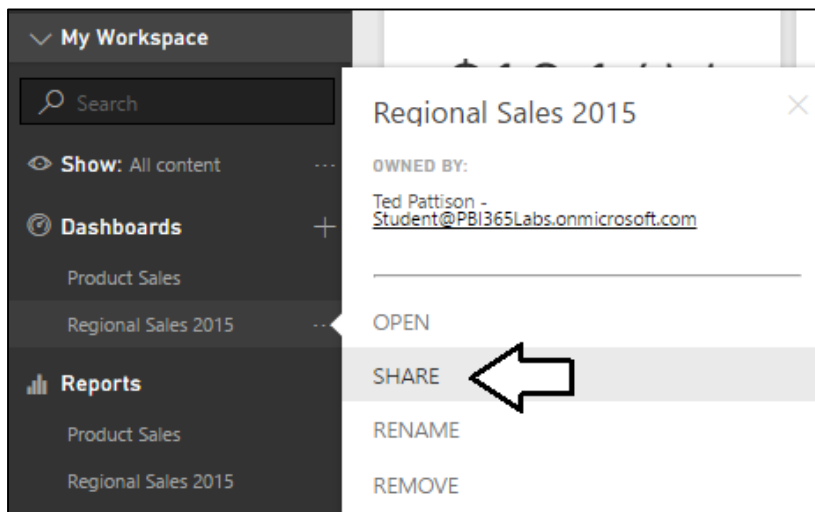 My Workspace
Search
Show: All content ...
Dashboards +
Product Sales
Regional Sales 2015
Reports
Product Sales
Regional Sales 2015
Regional Sales 2015
OWNED BY:
Ted Pattison -
Student@PBI365Labs.onmicrosoft.com
OPEN
SHARE
RENAME
REMOVE